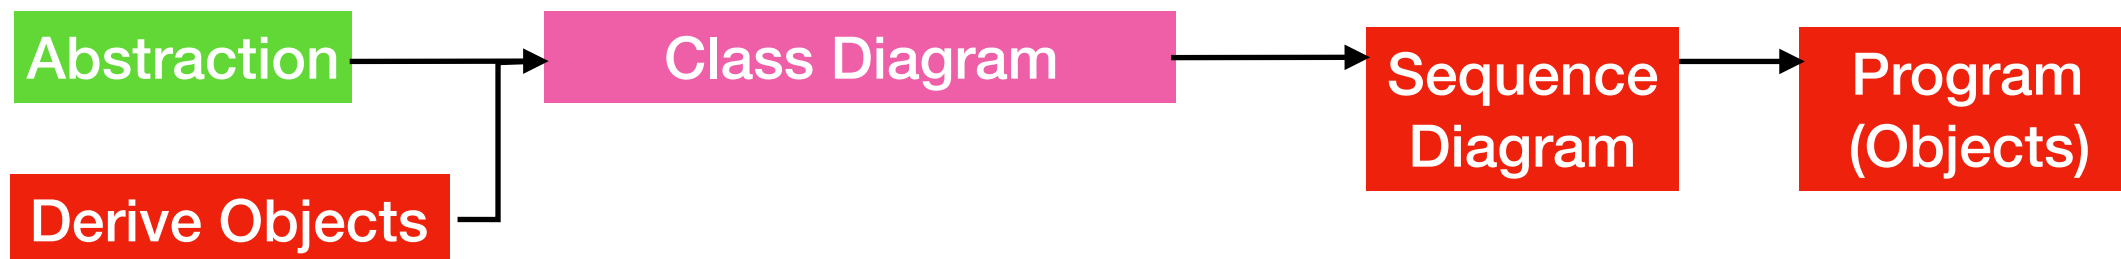 Abstraction
Class Diagram
Sequence
Diagram
Program
(Objects)
Derive Objects